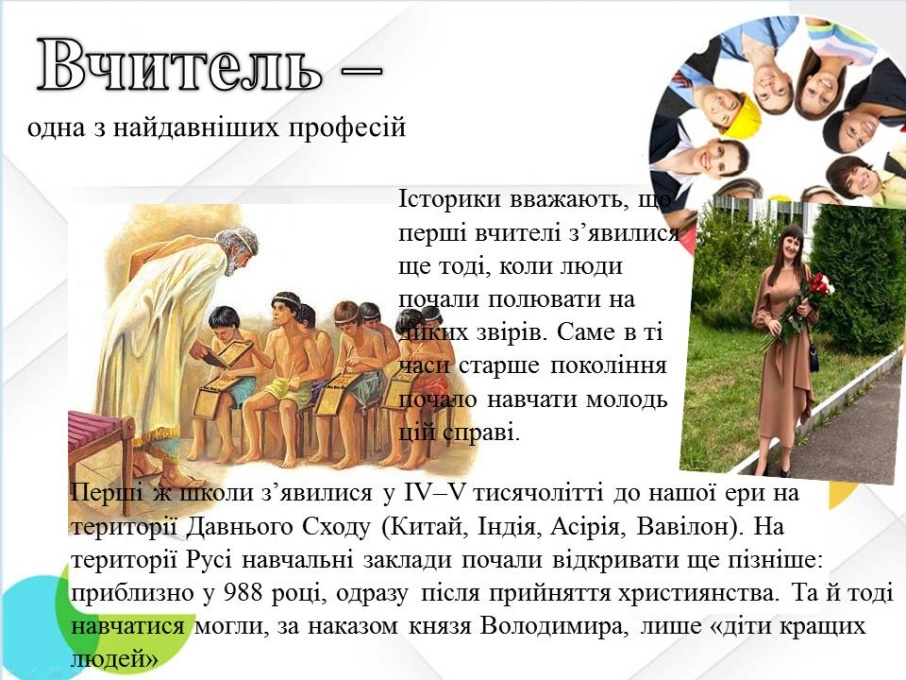 Вчитель –
одна з найдавніших професій
Історики вважають, що
перші вчителі з’явилися
ще тоді, коли люди
почали полювати на
диких звірів. Саме в ті
часи старше покоління
почало навчати молодь
цій справі.
Перші ж школи з’явилися у IV–V тисячолітті до нашої ери на
території Давнього Сходу (Китай, Індія, Асірія, Вавілон). На
території Русі навчальні заклади почали відкривати ще пізніше:
приблизно у 988 році, одразу після прийняття християнства. Та й тоді
навчатися могли, за наказом князя Володимира, лише «діти кращих
людей»